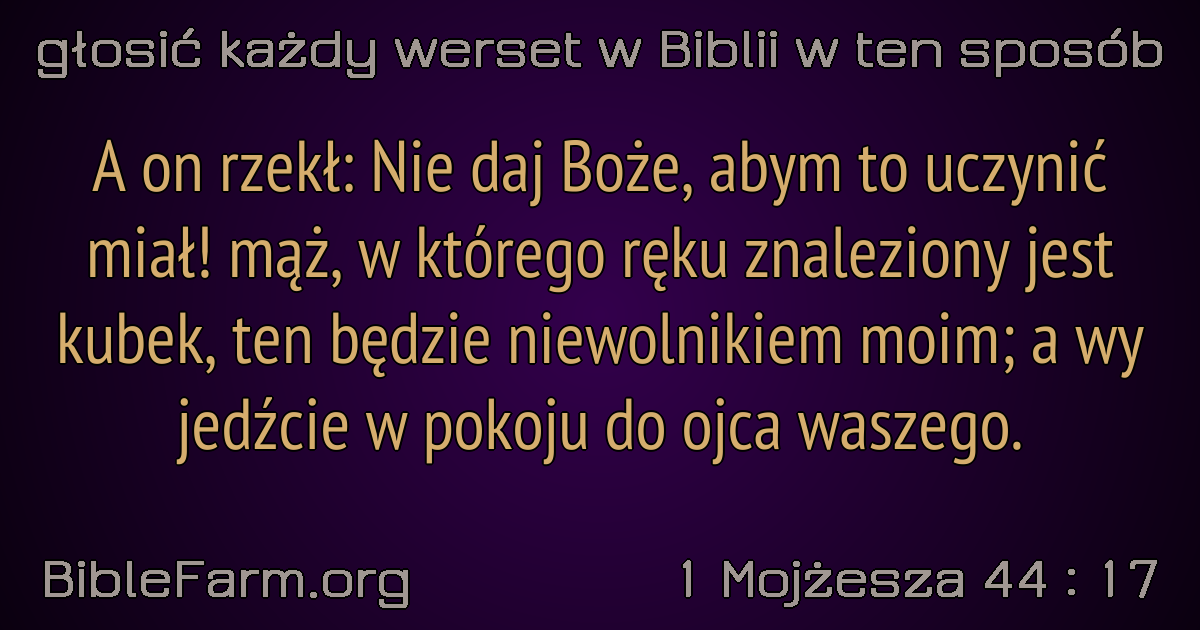 głosić każdy werset w Biblii w ten sposób
A on rzekł: Nie daj Boże, abym to uczynić
miał! mąż, w którego ręku znaleziony jest
kubek, ten będzie niewolnikiem moim; a wy
jedźcie w pokoju do ojca waszego.
BibleFarm.org
1 Mojżesza 44 : 17